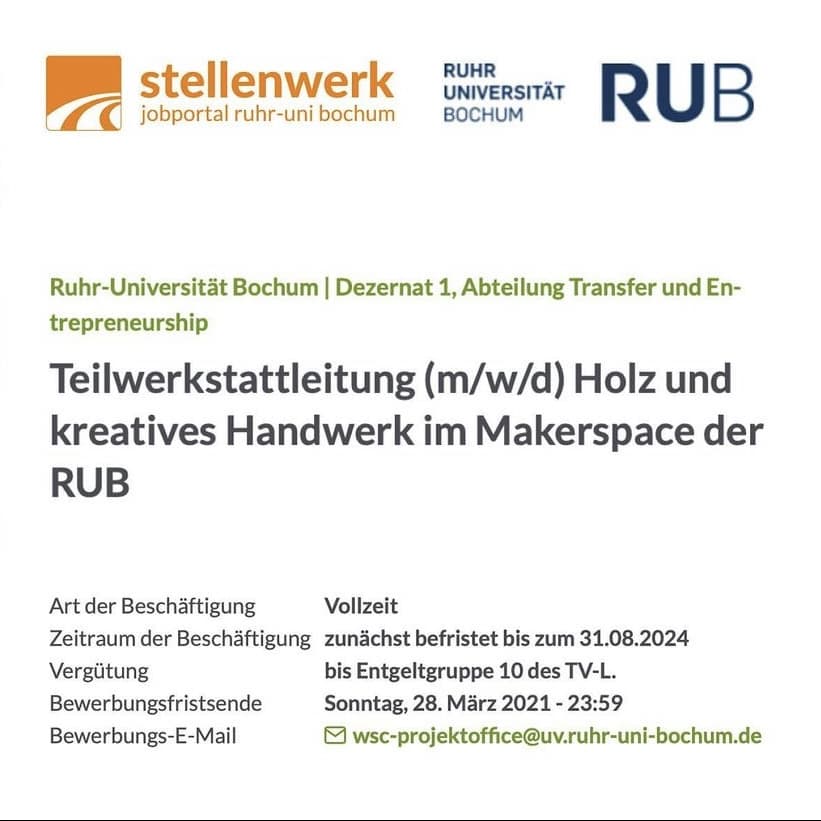 stellenwerk
jobportal ruhr-uni bochum
RUHR
UNIVERSITÄT
BOCHUM
RUB
Ruhr-Universität Bochum | Dezernat 1, Abteilung Transfer und En-
trepreneurship
Teilwerkstattleitung (m/w/d) Holz und
kreatives Handwerk im Makerspace der
RUB
Art der Beschäftigung Vollzeit
Zeitraum der Beschäftigung zunächst befristet bis zum 31.08.2024
Vergütung bis Entgeltgruppe 10 des TV-L.
Bewerbungsfristsende Sonntag, 28. März 2021 - 23:59
Bewerbungs-E-Mail wsc-projektoffice@uv.ruhr-uni-bochum.de